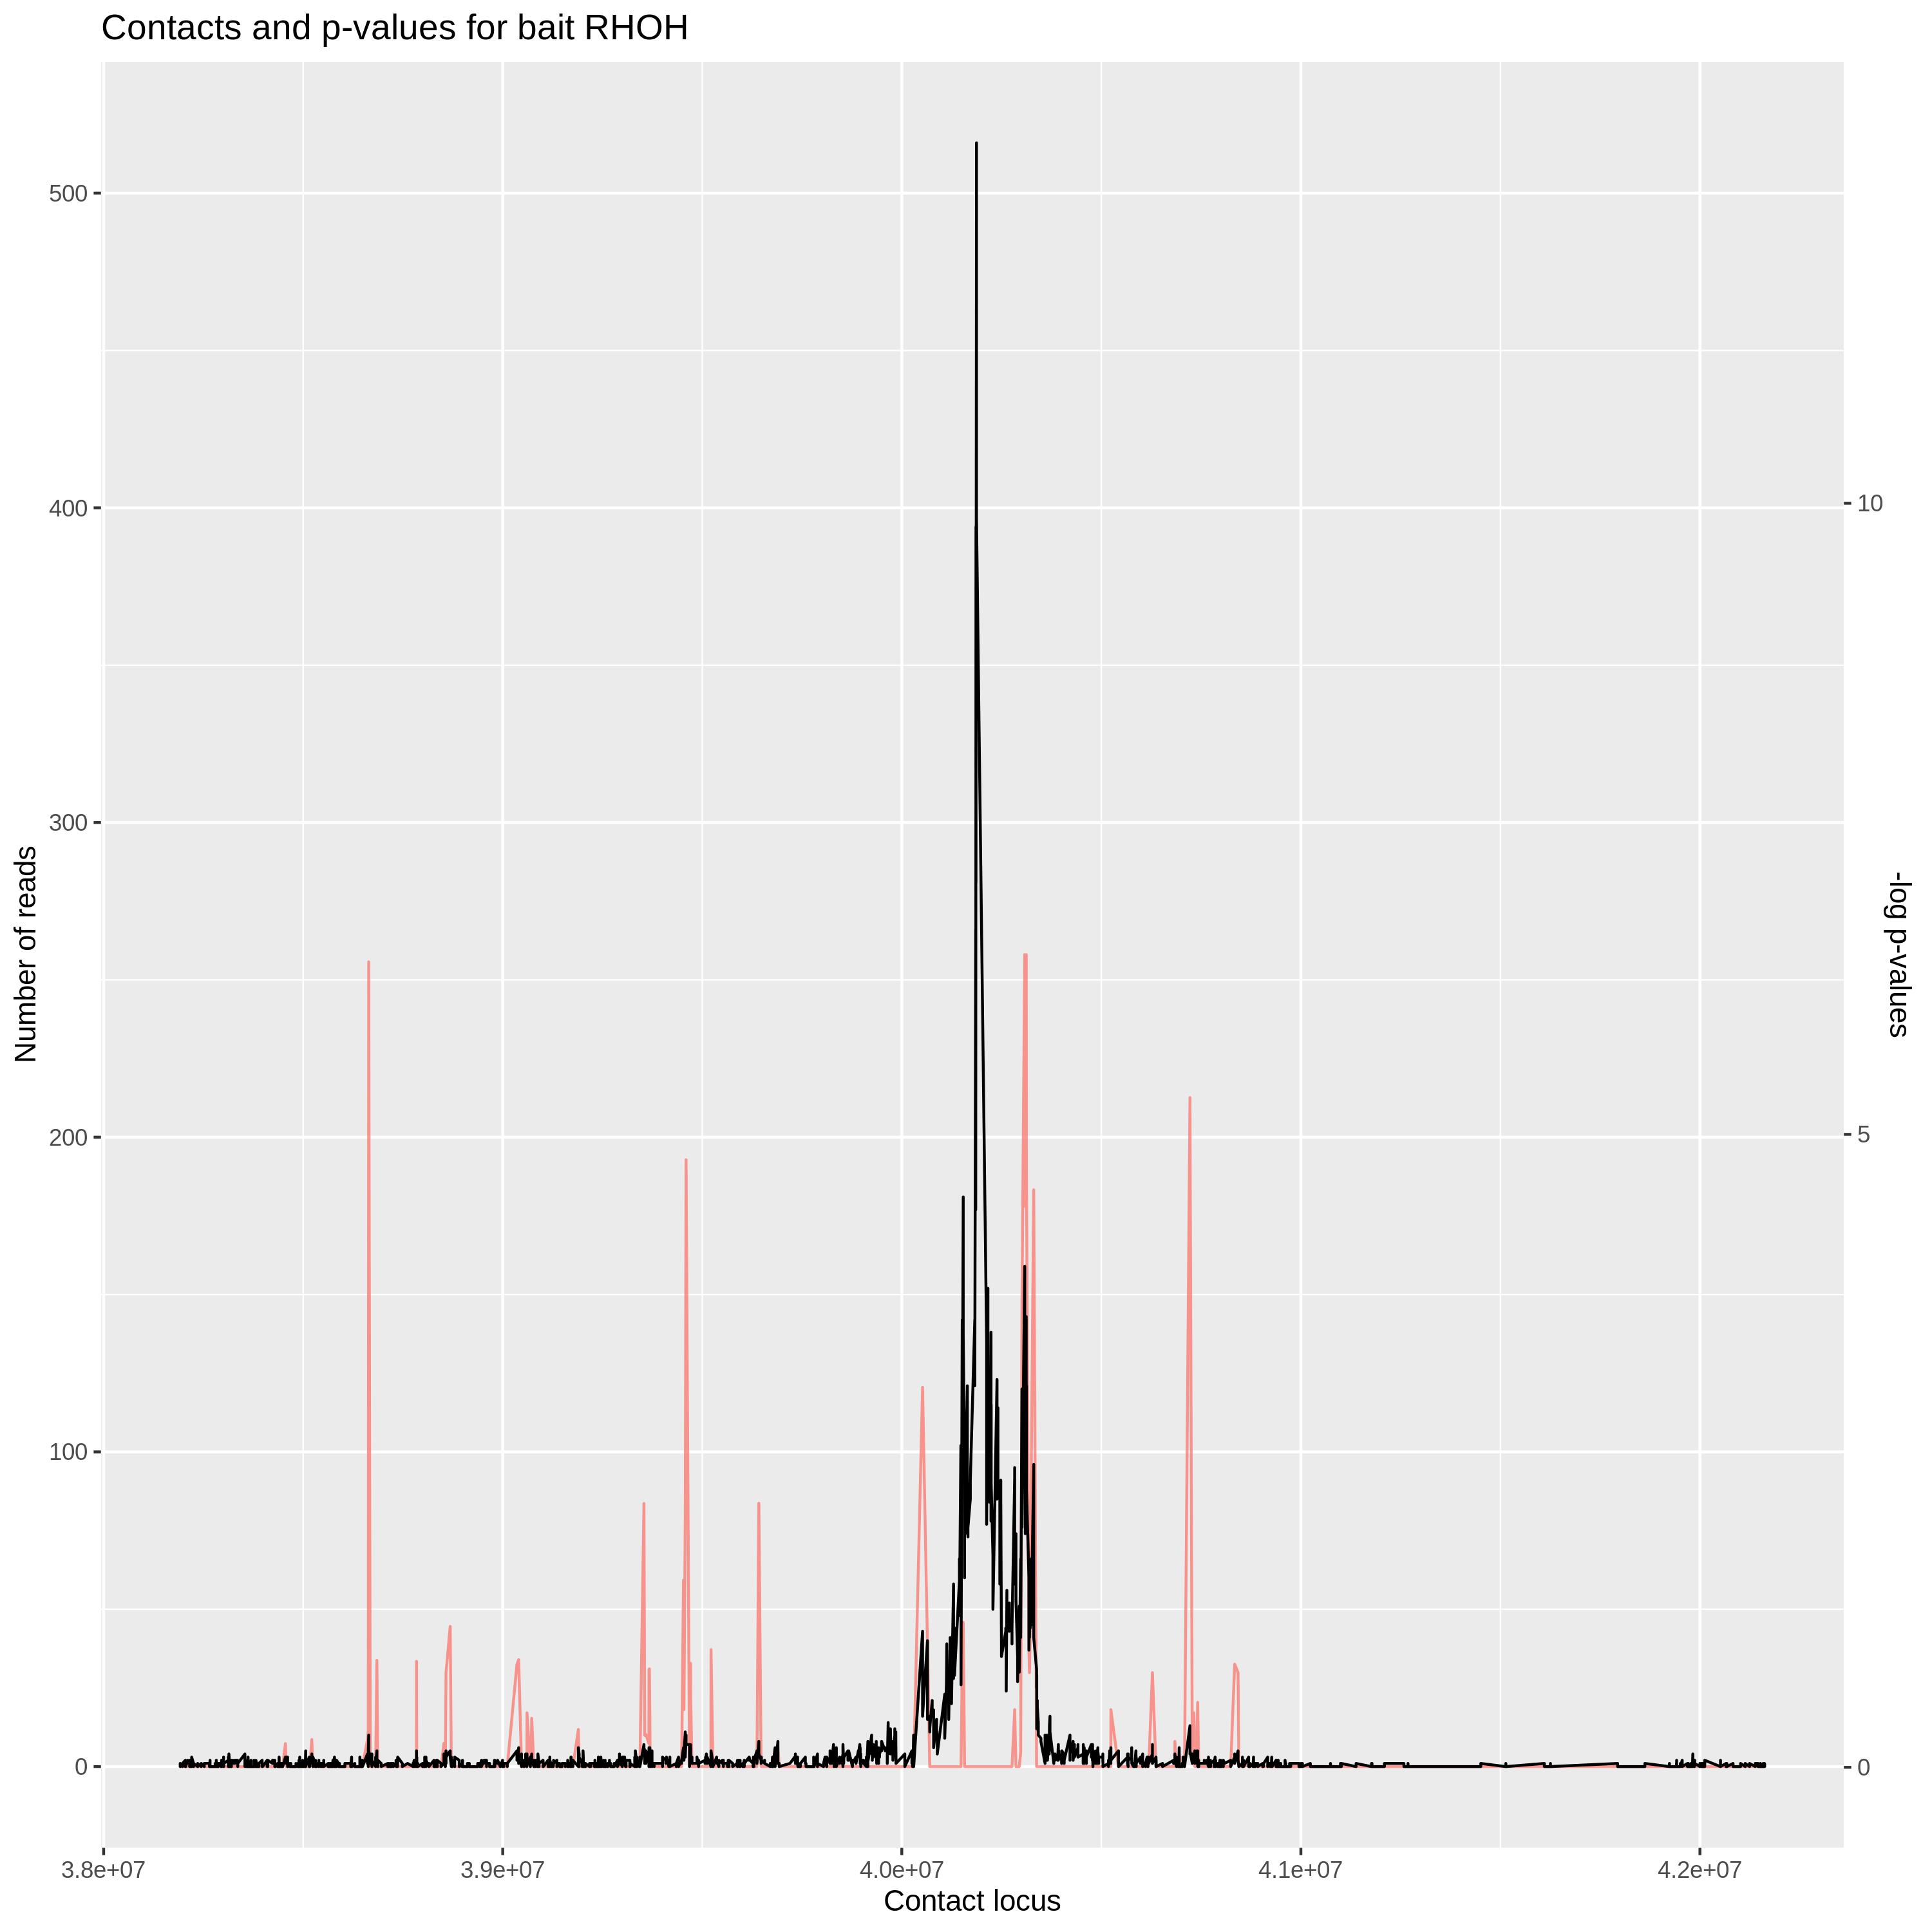 Contacts and p-values for bait RHOH
500
400
300
200
100
0
Number of reads
10
5
0
-log p-values
3.8e+07
3.9e+07
4.0e+07
4.1e+07
4.2e+07
Contact locus